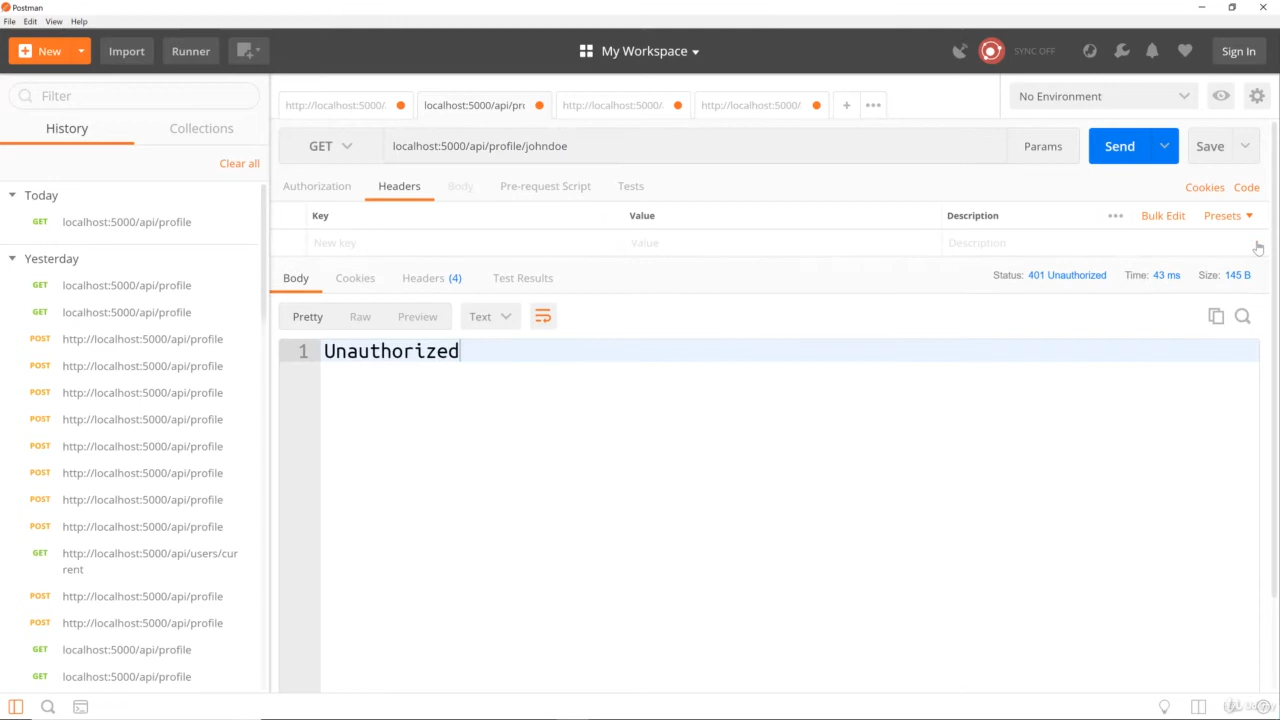 Postman
File Edit View Help
New Import Runner My Workspace SYNC OFF Sign In
Filter
History Collections
Clear all
Today
GET localhost:5000/api/profile
Yesterday
GET localhost:5000/api/profile
GET localhost:5000/api/profile
POST http://localhost:5000/api/profile
POST http://localhost:5000/api/profile
POST http://localhost:5000/api/profile
POST http://localhost:5000/api/profile
POST http://localhost:5000/api/profile
POST http://localhost:5000/api/profile
POST http://localhost:5000/api/profile
POST http://localhost:5000/api/profile
GET http://localhost:5000/api/users/cur
rent
POST http://localhost:5000/api/profile
POST http://localhost:5000/api/profile
GET localhost:5000/api/profile
GET localhost:5000/api/profile
http://localhost:5000/ localhost:5000/api/pro http://localhost:5000/ http://localhost:5000/ + No Environment
GET localhost:5000/api/profile/johndoe Params Send Save
Authorization Headers Body Pre-request Script Tests Cookies Code
Key Value Description Bulk Edit Presets
New key Value Description
Body Cookies Headers (4) Test Results Status: 401 Unauthorized Time: 43 ms Size: 145 B
Pretty Raw Preview Text
1 Unauthorized